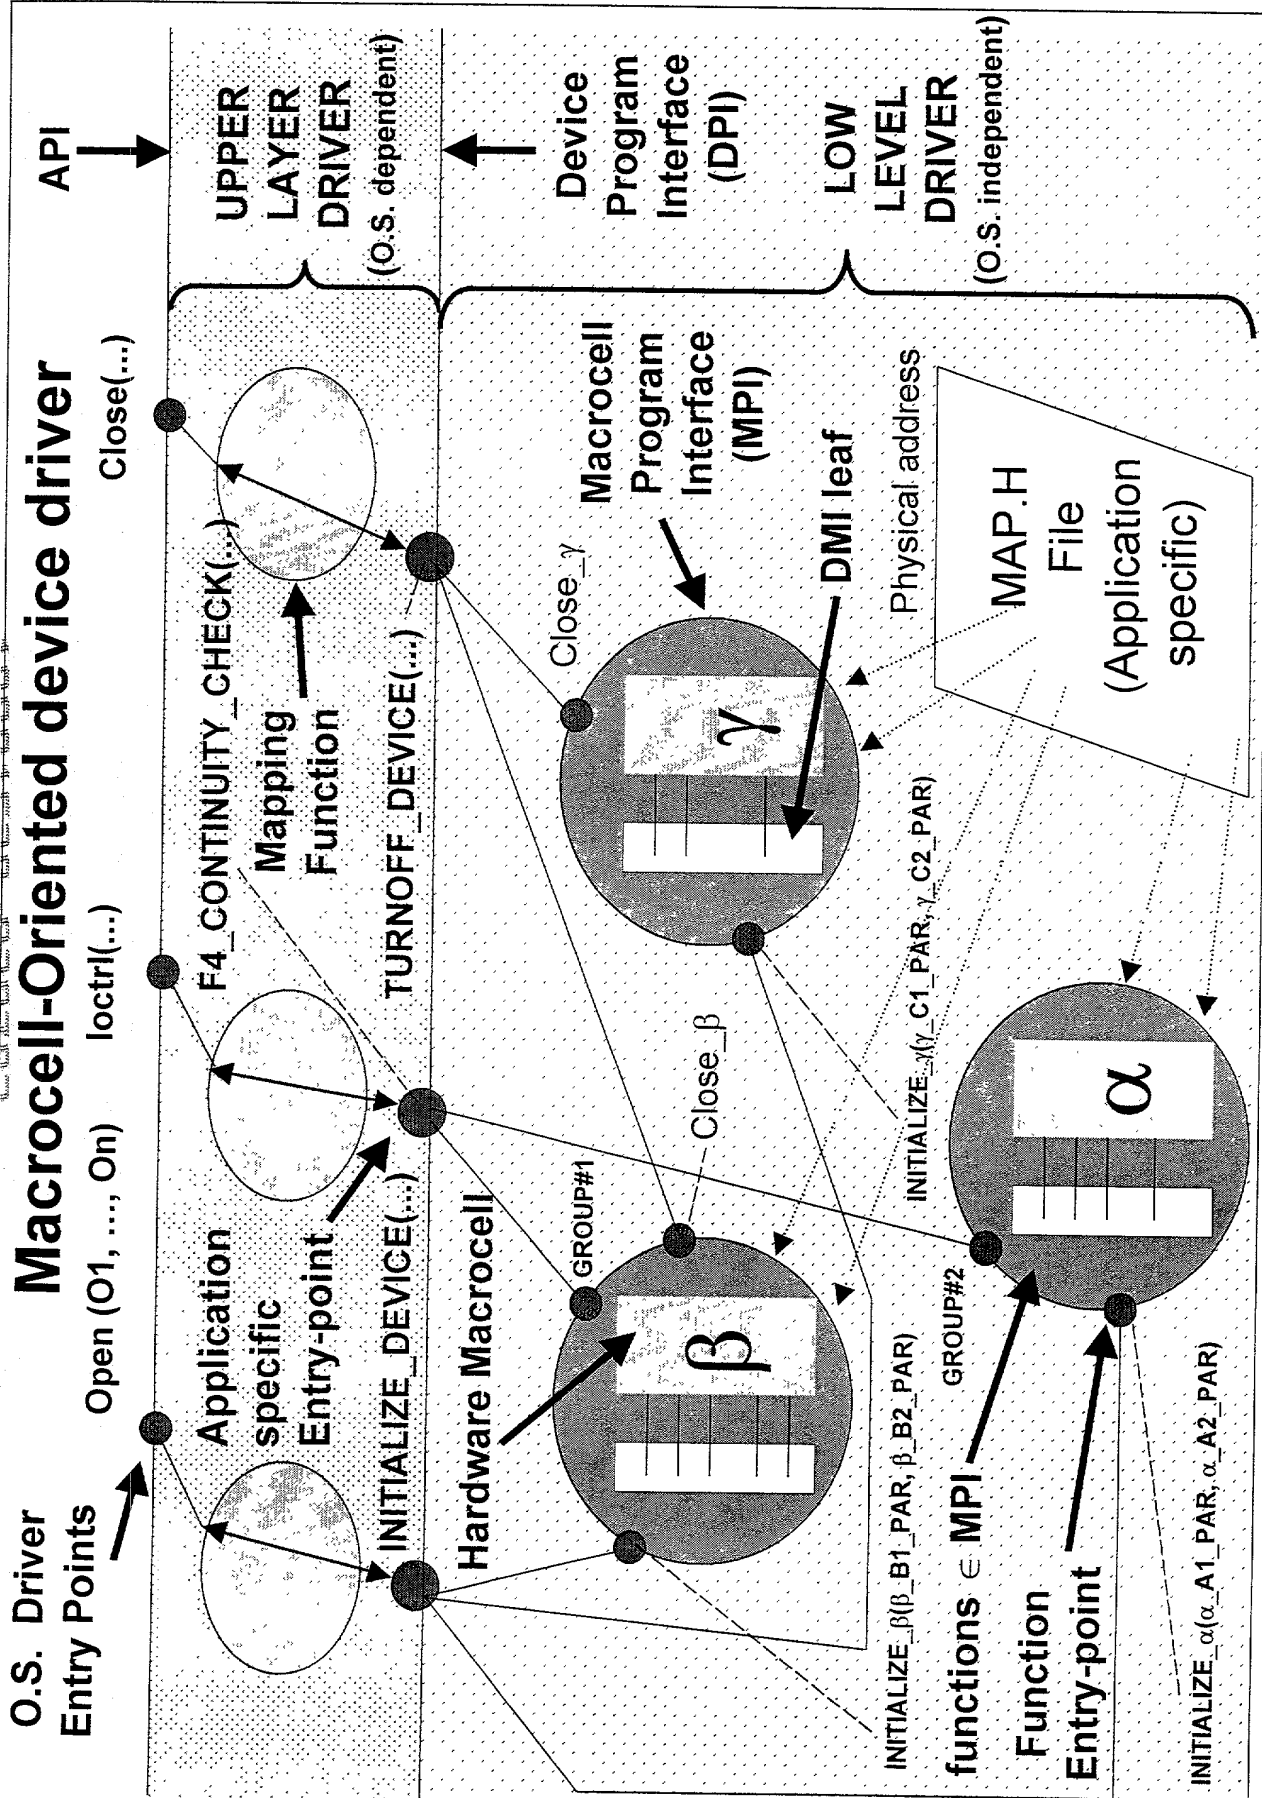 Macrocell-Oriented device driver
O.S. Driver
Entry Points
Open (O1, ..., On)
Ioctrl(...)
Close(...)
API
Application
specific
Entry-point
F4_CONTINUITY_CHECK(....)
Mapping
Function
UPPER
LAYER
DRIVER
(O.S. dependent)
INITIALIZE_DEVICE(...)
TURNOFF_DEVICE(...)
Hardware Macrocell
GROUP#1
β
Close_β
Close_γ
γ
Macrocell
Program
Interface
(MPI)
DMI leaf
Device
Program
Interface
(DPI)
LOW
LEVEL
DRIVER
(O.S. independent)
INITIALIZE_β(β_B1_PAR, β_B2_PAR)
INITIALIZE_γ(γ_C1_PAR, γ_C2_PAR)
Physical address
MAP.H
File
(Application
specific)
functions ∈ MPI
GROUP#2
α
Function
Entry-point
INITIALIZE_α(α_A1_PAR, α_A2_PAR)